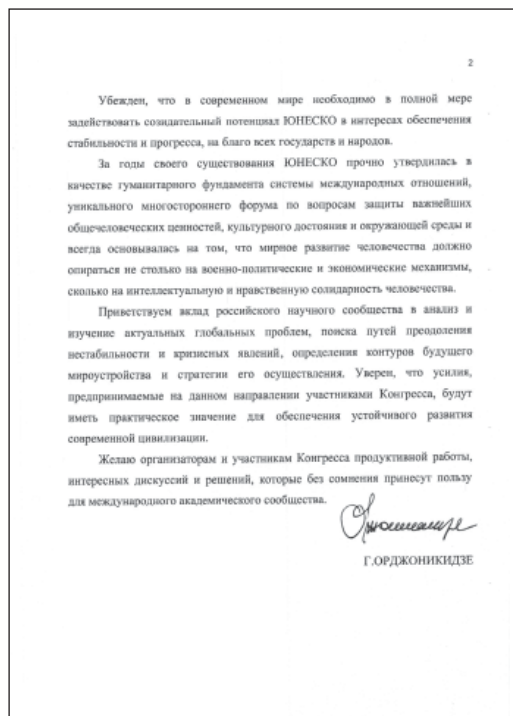 2
Убежден, что в современном мире необходимо в полной мере
задействовать созидательный потенциал ЮНЕСКО в интересах обеспечения
стабильности и прогресса, на благо всех государств и народов.
За годы своего существования ЮНЕСКО прочно утвердилась в
качестве гуманитарного фундамента системы международных отношений,
уникального многостороннего форума по вопросам защиты важнейших
общечеловеческих ценностей, культурного достояния и окружающей среды и
всегда основывалась на том, что мирное развитие человечества должно
опираться не столько на военно-политические и экономические механизмы,
сколько на интеллектуальную и нравственную солидарность человечества.
Приветствуем вклад российского научного сообщества в анализ и
изучение актуальных глобальных проблем, поиска путей преодоления
нестабильности и кризисных явлений, определения контуров будущего
мироустройства и стратегии его осуществления. Уверен, что усилия,
предпринимаемые на данном направлении участниками Конгресса, будут
иметь практическое значение для обеспечения устойчивого развития
современной цивилизации.
Желаю организаторам и участникам Конгресса продуктивной работы,
интересных дискуссий и решений, которые без сомнения принесут пользу
для международного академического сообщества.
Г.ОРДЖОНИКИДЗЕ